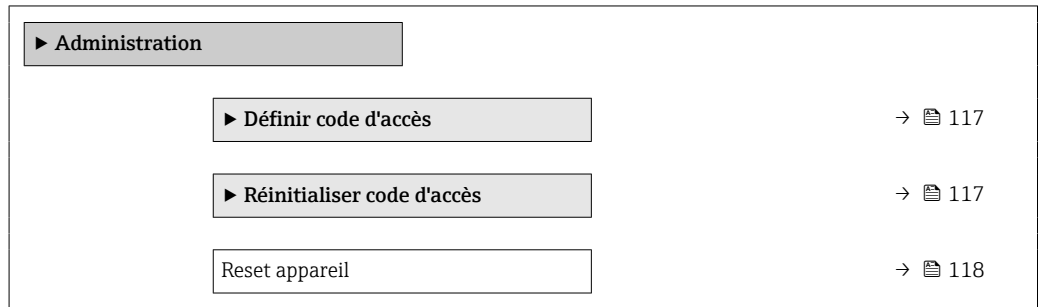 ▶ Administration
▶ Définir code d'accès → 117
▶ Réinitialiser code d'accès → 117
Reset appareil → 118